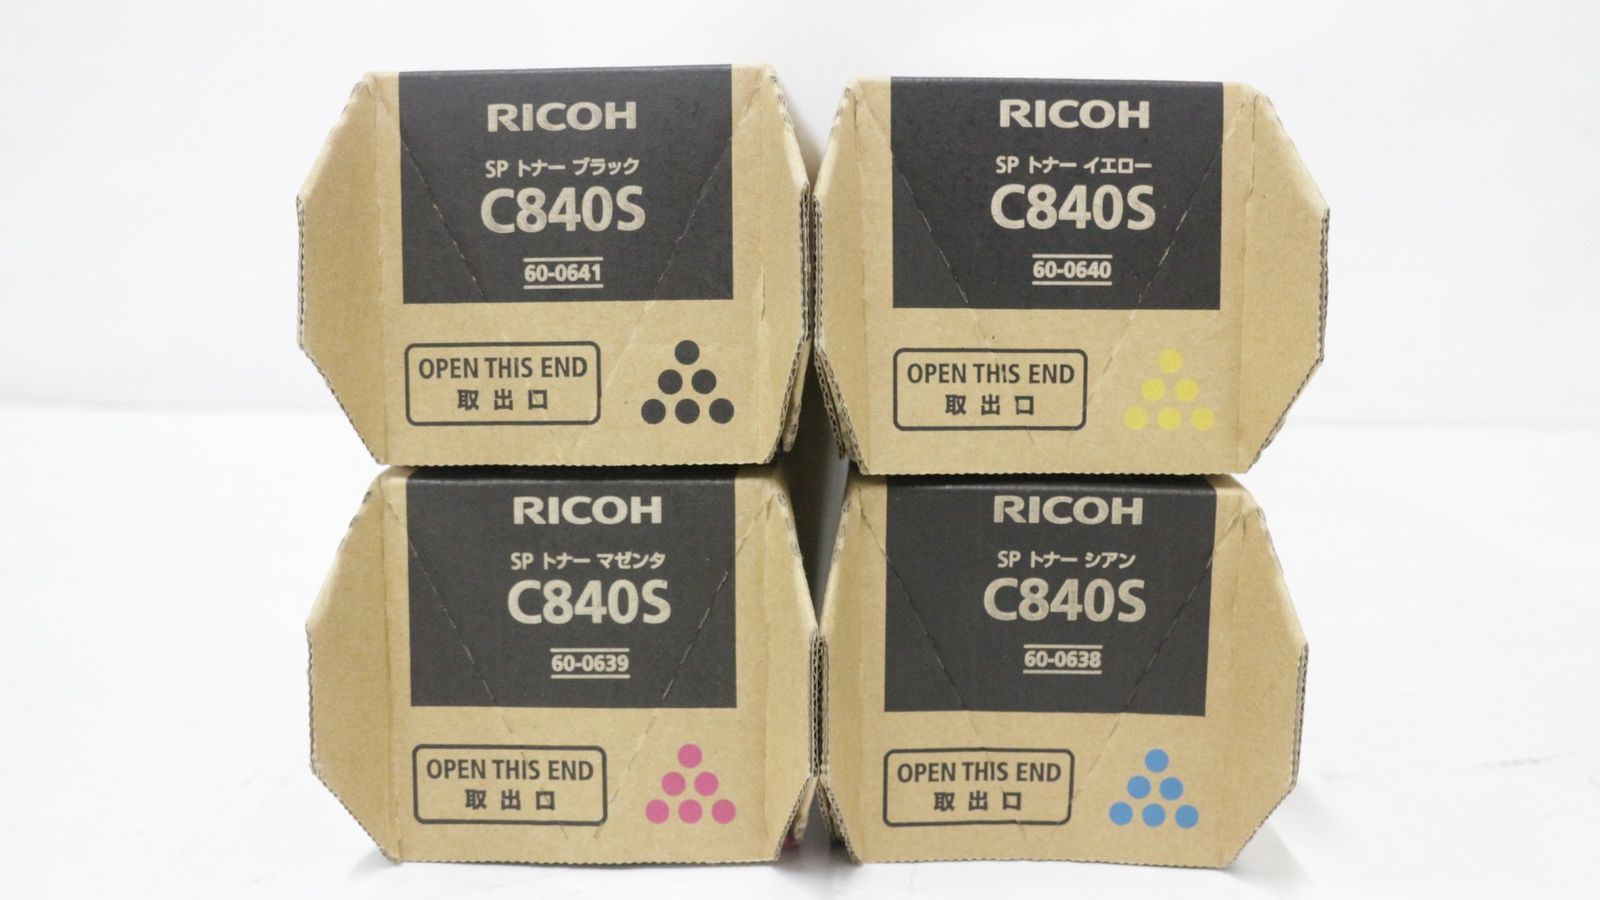 RICOH
SP トナー ブラック
C840S
60-0641
OPEN THIS END
取出口
RICOH
SP トナー イエロー
C840S
60-0640
OPEN THIS END
取出口
RICOH
SP トナー マゼンタ
C840S
60-0639
OPEN THIS END
取出口
RICOH
SP トナー シアン
C840S
60-0638
OPEN THIS END
取出口